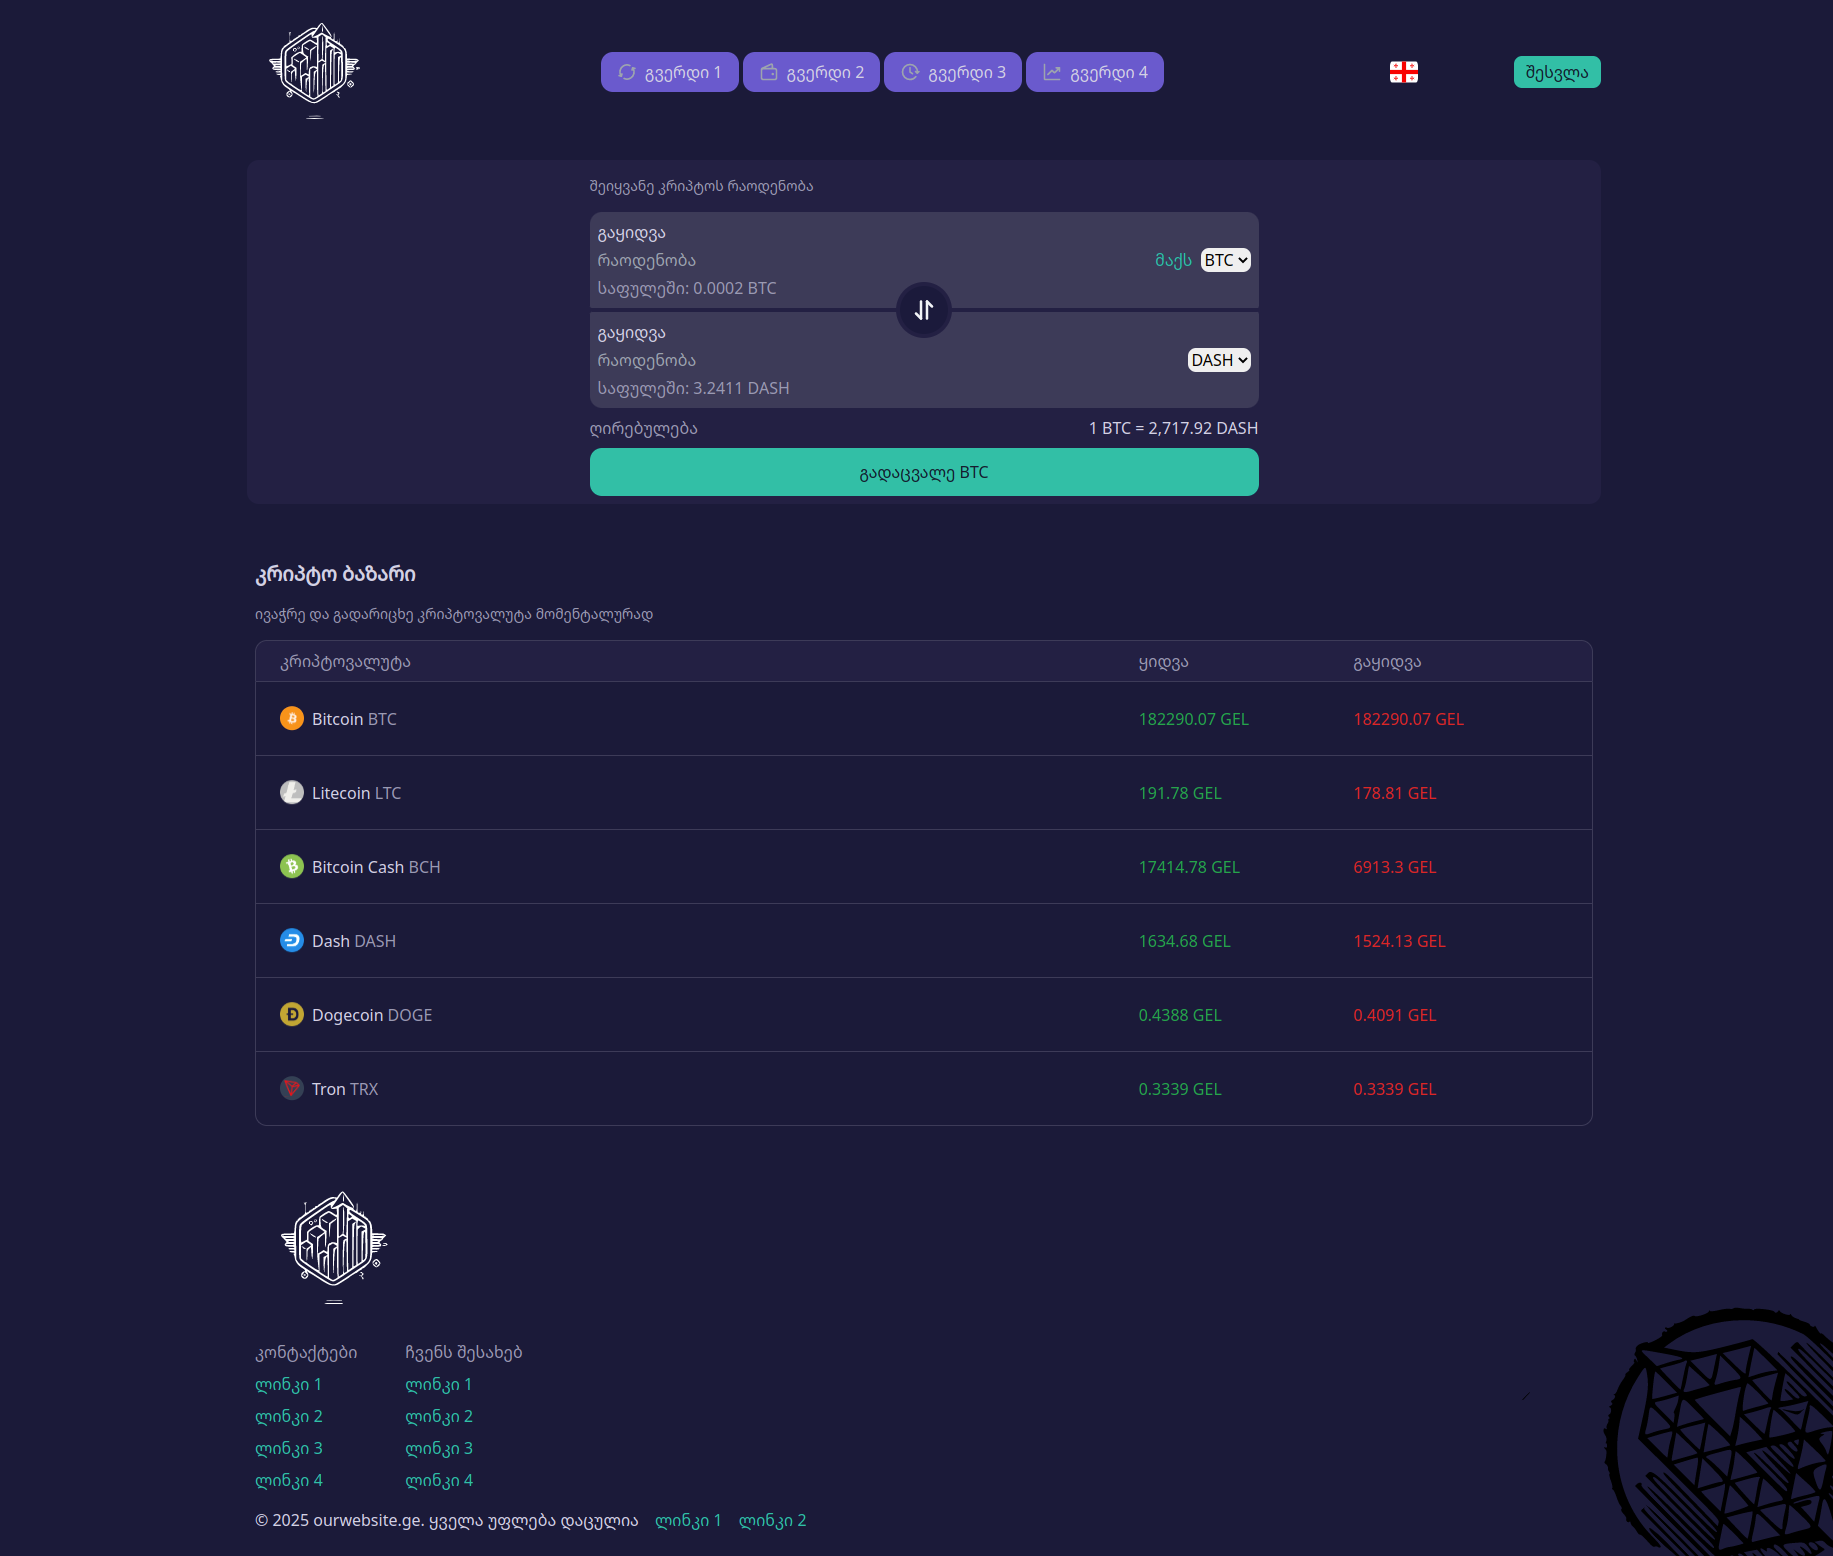 გვერდი 1 გვერდი 2 გვერდი 3 გვერდი 4 შესვლა
შეიყვანე კრიპტოს რაოდენობა
გაყიდვა
რაოდენობა მაქს BTC
საფულეში: 0.0002 BTC
გაყიდვა
რაოდენობა DASH
საფულეში: 3.2411 DASH
ღირებულება 1 BTC = 2,717.92 DASH
გადაცვალე BTC
კრიპტო ბაზარი
ივაჭრე და გადარიცხე კრიპტოვალუტა მომენტალურად
კრიპტოვალუტა ყიდვა გაყიდვა
Bitcoin BTC 182290.07 GEL 182290.07 GEL
Litecoin LTC 191.78 GEL 178.81 GEL
Bitcoin Cash BCH 17414.78 GEL 6913.3 GEL
Dash DASH 1634.68 GEL 1524.13 GEL
Dogecoin DOGE 0.4388 GEL 0.4091 GEL
Tron TRX 0.3339 GEL 0.3339 GEL
კონტაქტები ჩვენს შესახებ
ლინკი 1 ლინკი 1
ლინკი 2 ლინკი 2
ლინკი 3 ლინკი 3
ლინკი 4 ლინკი 4
© 2025 ourwebsite.ge. ყველა უფლება დაცულია ლინკი 1 ლინკი 2